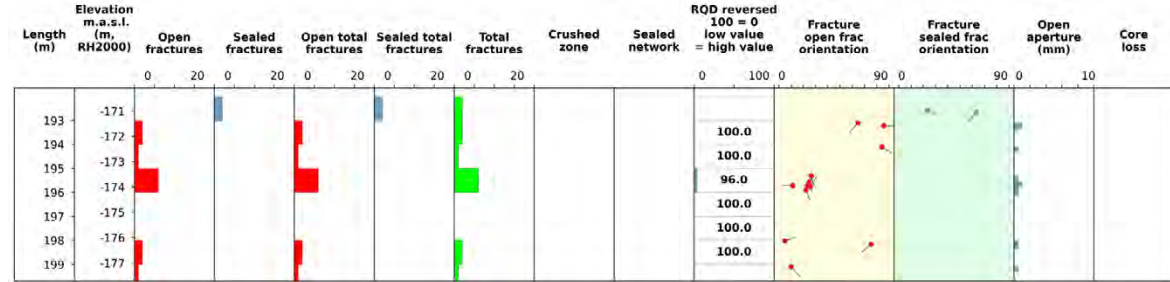 Length
(m)
Elevation
m.a.s.l.
(m,
RH2000)
Open
fractures
Sealed
fractures
Open total
fractures
Sealed total
fractures
Total
fractures
Crushed
zone
Sealed
network
RQD reversed
100 = 0
low value
= high value
Fracture
open frac
orientation
Fracture
sealed frac
orientation
Open
aperture
(mm)
Core
loss
0 20 0 20 0 20 0 20 0 20 0 100 0 90 0 90 0 10
-171
193
-172
100.0
194
-173
100.0
195
-174
96.0
196
-175
100.0
197
-176
198
100.0
-177
199